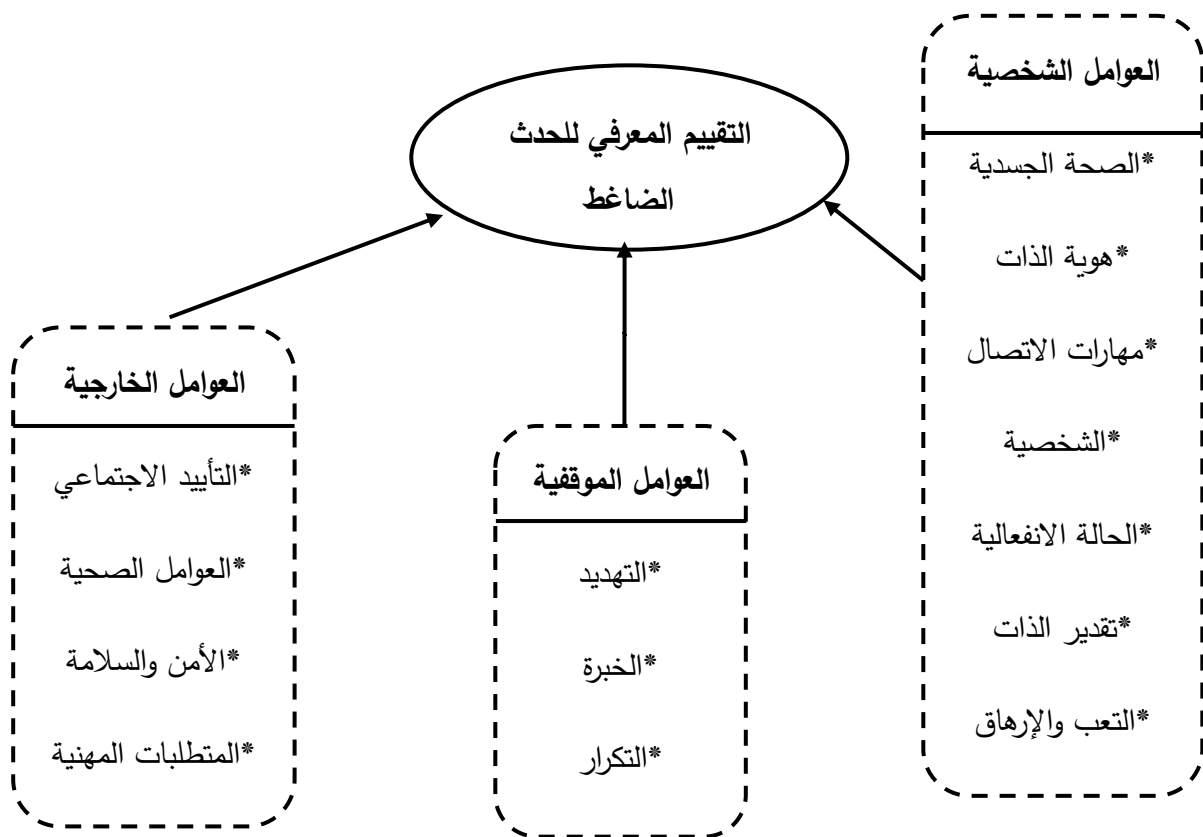 التقييم المعرفي للحدث
الضاغط
العوامل الشخصية
*الصحة الجسدية
*هوية الذات
*مهارات الاتصال
*الشخصية
*الحالة الانفعالية
*تقدير الذات
*التعب والإرهاق
العوامل الموقفية
*التهديد
*الخبرة
*التكرار
العوامل الخارجية
*التأييد الاجتماعي
*العوامل الصحية
*الأمن والسلامة
*المتطلبات المهنية